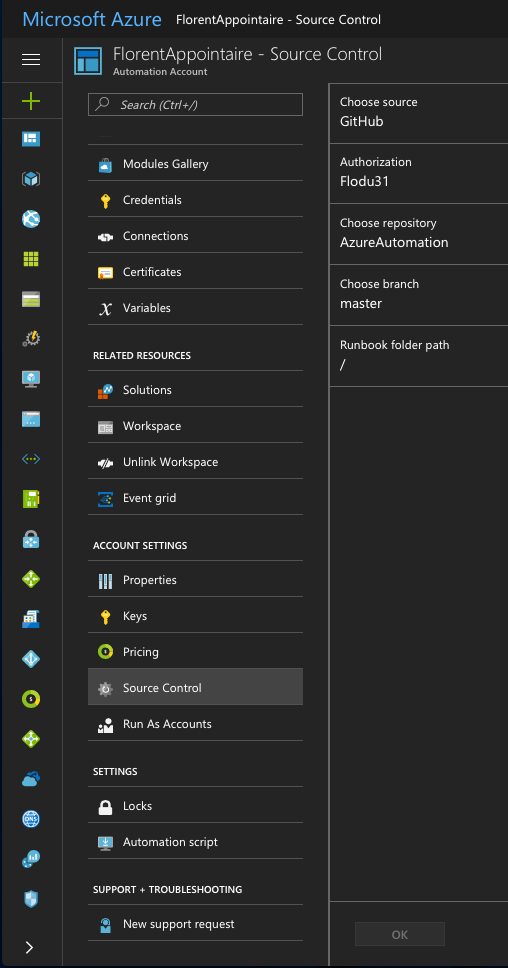 Microsoft Azure FlorentAppointaire - Source Control
FlorentAppointaire - Source Control
Automation Account
Search (Ctrl+/)
Modules Gallery
Credentials
Connections
Certificates
Variables
RELATED RESOURCES
Solutions
Workspace
Unlink Workspace
Event grid
ACCOUNT SETTINGS
Properties
Keys
Pricing
Source Control
Run As Accounts
SETTINGS
Locks
Automation script
SUPPORT + TROUBLESHOOTING
New support request
Choose source
GitHub
Authorization
Flodu31
Choose repository
AzureAutomation
Choose branch
master
Runbook folder path
/
OK